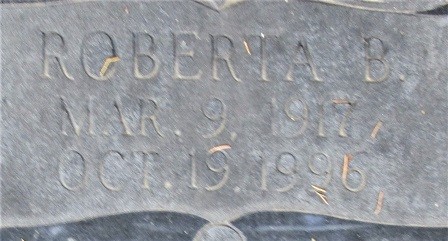 ROBERTA B.
MAR. 9, 1917
OCT. 19, 1996